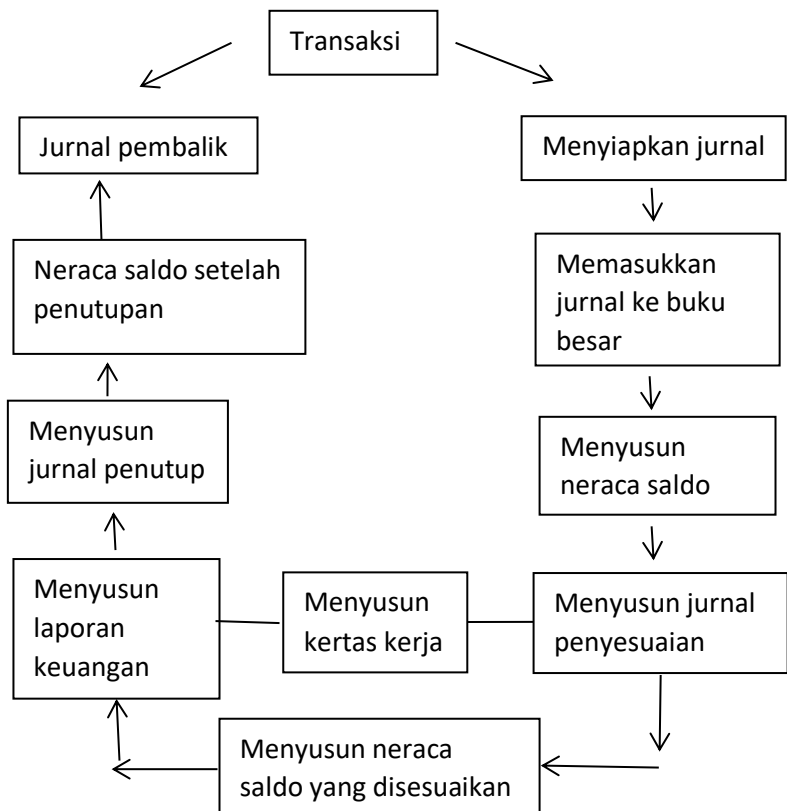 Transaksi
Jurnal pembalik
Menyiapkan jurnal
Neraca saldo setelah
penutupan
Memasukkan
jurnal ke buku
besar
Menyusun
jurnal penutup
Menyusun
neraca saldo
Menyusun
laporan
keuangan
Menyusun
kertas kerja
Menyusun jurnal
penyesuaian
Menyusun neraca
saldo yang disesuaikan